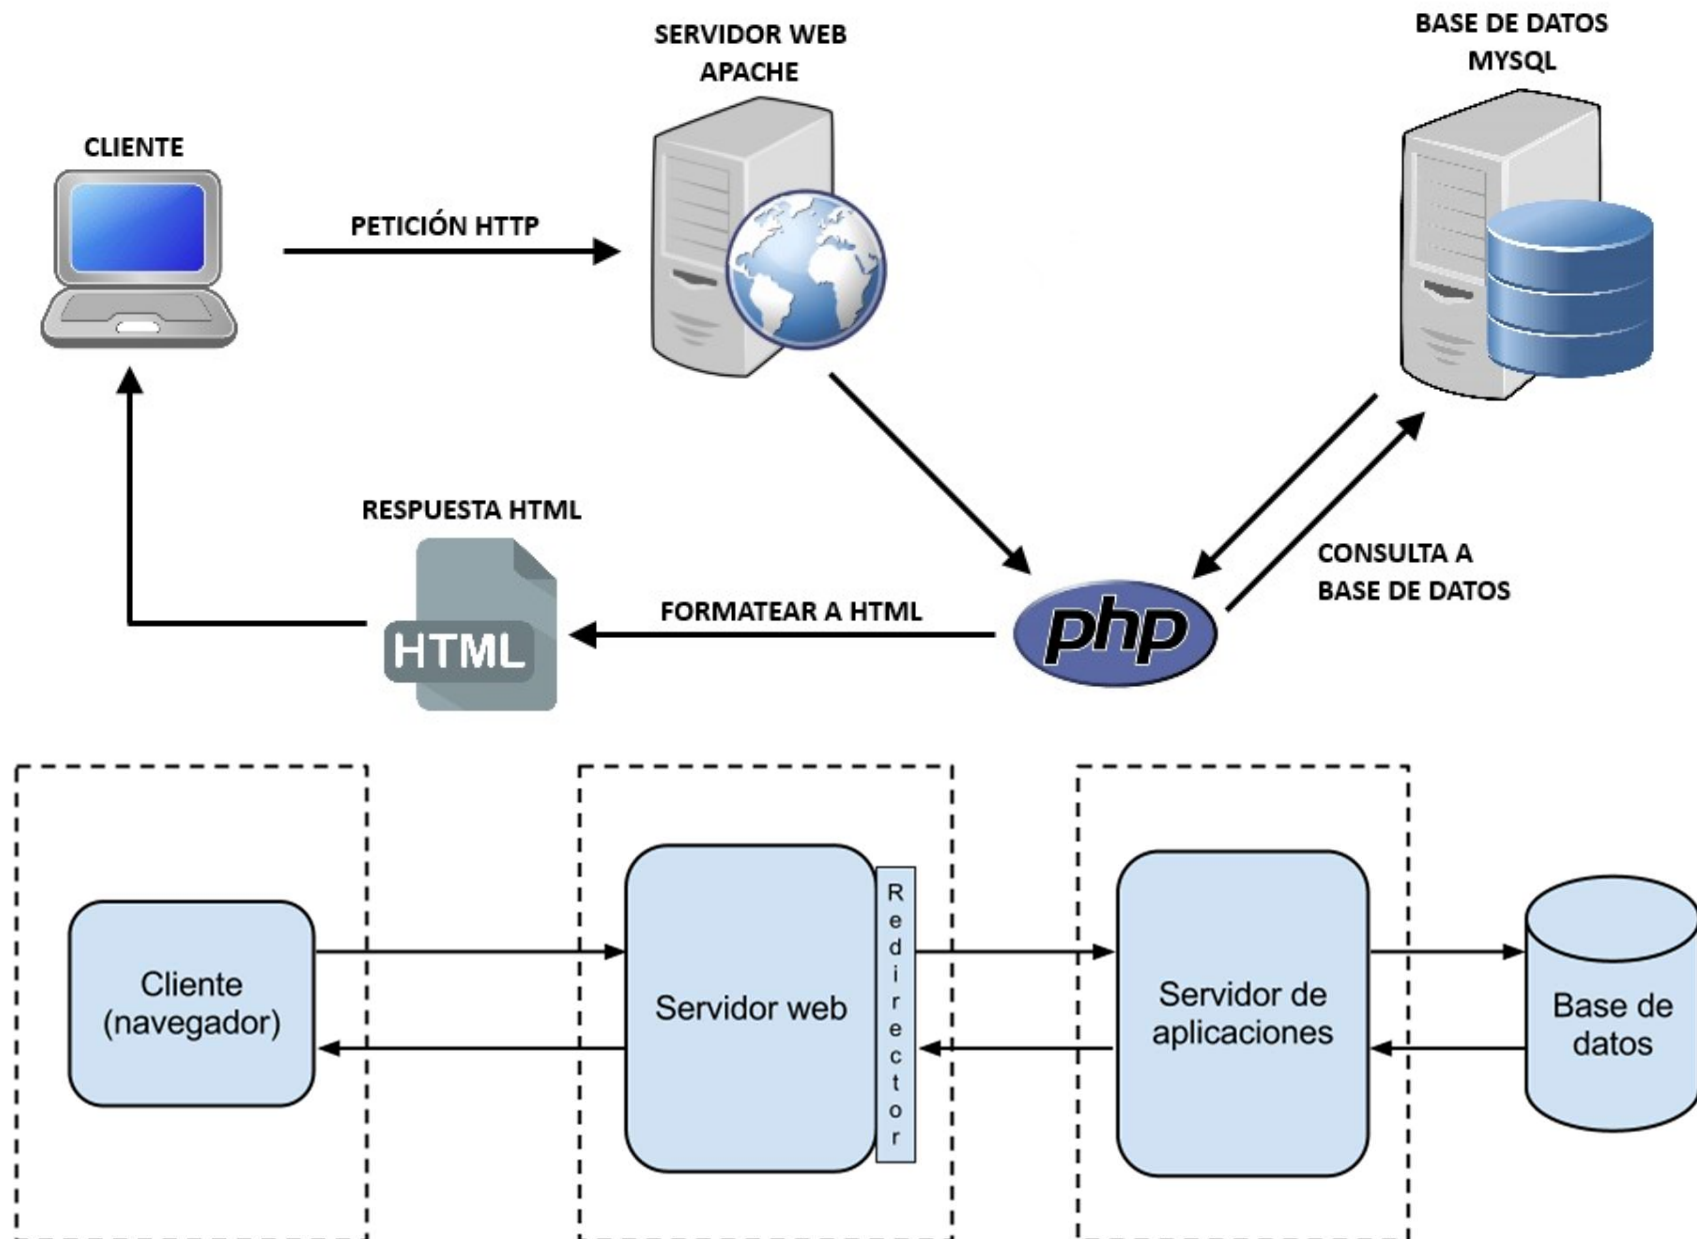 SERVIDOR WEB
APACHE
BASE DE DATOS
MYSQL
CLIENTE
PETICIÓN HTTP
RESPUESTA HTML
CONSULTA A
BASE DE DATOS
FORMATEAR A HTML
HTML
php
Cliente
(navegador)
Servidor web
Redirector
Servidor de
aplicaciones
Base de
datos